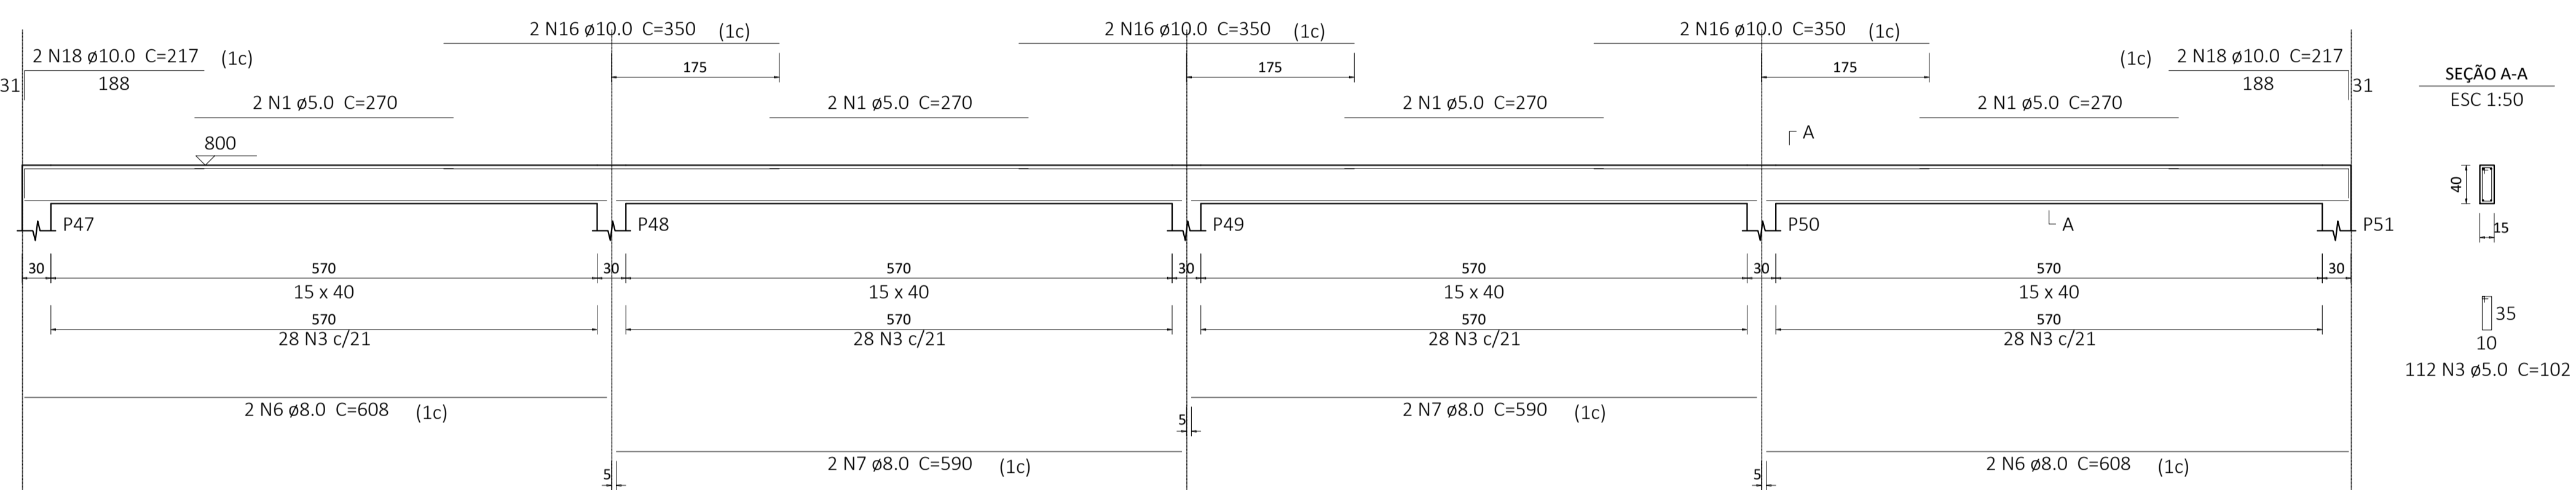 2 N16 ø10.0 C=350 (1c)
2 N16 ø10.0 C=350 (1c)
2 N16 ø10.0 C=350 (1c)
2 N18 ø10.0 C=217 (1c)
(1c) 2 N18 ø10.0 C=217
175
175
175
31
188
188
31
SEÇÃO A-A
ESC 1:50
2 N1 ø5.0 C=270
2 N1 ø5.0 C=270
2 N1 ø5.0 C=270
2 N1 ø5.0 C=270
A
800
40
15
P47
P48
P49
P50
A
P51
30
570
30
570
30
570
30
570
30
15 x 40
15 x 40
15 x 40
15 x 40
570
570
570
570
28 N3 c/21
28 N3 c/21
28 N3 c/21
28 N3 c/21
35
10
112 N3 ø5.0 C=102
2 N6 ø8.0 C=608 (1c)
5
2 N7 ø8.0 C=590 (1c)
5
2 N7 ø8.0 C=590 (1c)
5
2 N6 ø8.0 C=608 (1c)